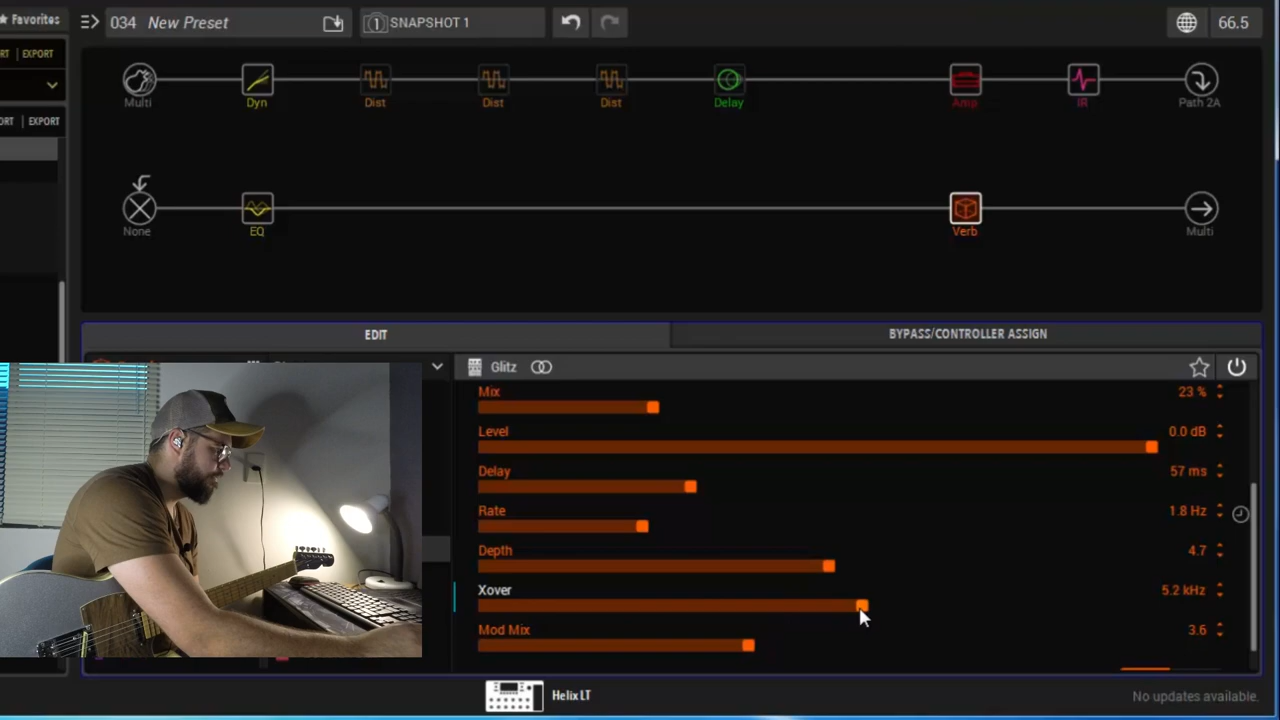 ★ Favorites
034 New Preset
1 SNAPSHOT 1
66.5
RT | EXPORT
Multi
Dyn
Dist
Dist
Dist
Delay
Amp
IR
Path 2A
ORT | EXPORT
None
EQ
Verb
Multi
EDIT
BYPASS/CONTROLLER ASSIGN
Glitz
Mix
23 %
Level
0.0 dB
Delay
57 ms
Rate
1.8 Hz
Depth
4.7
Xover
5.2 kHz
Mod Mix
3.6
Helix LT
No updates available.